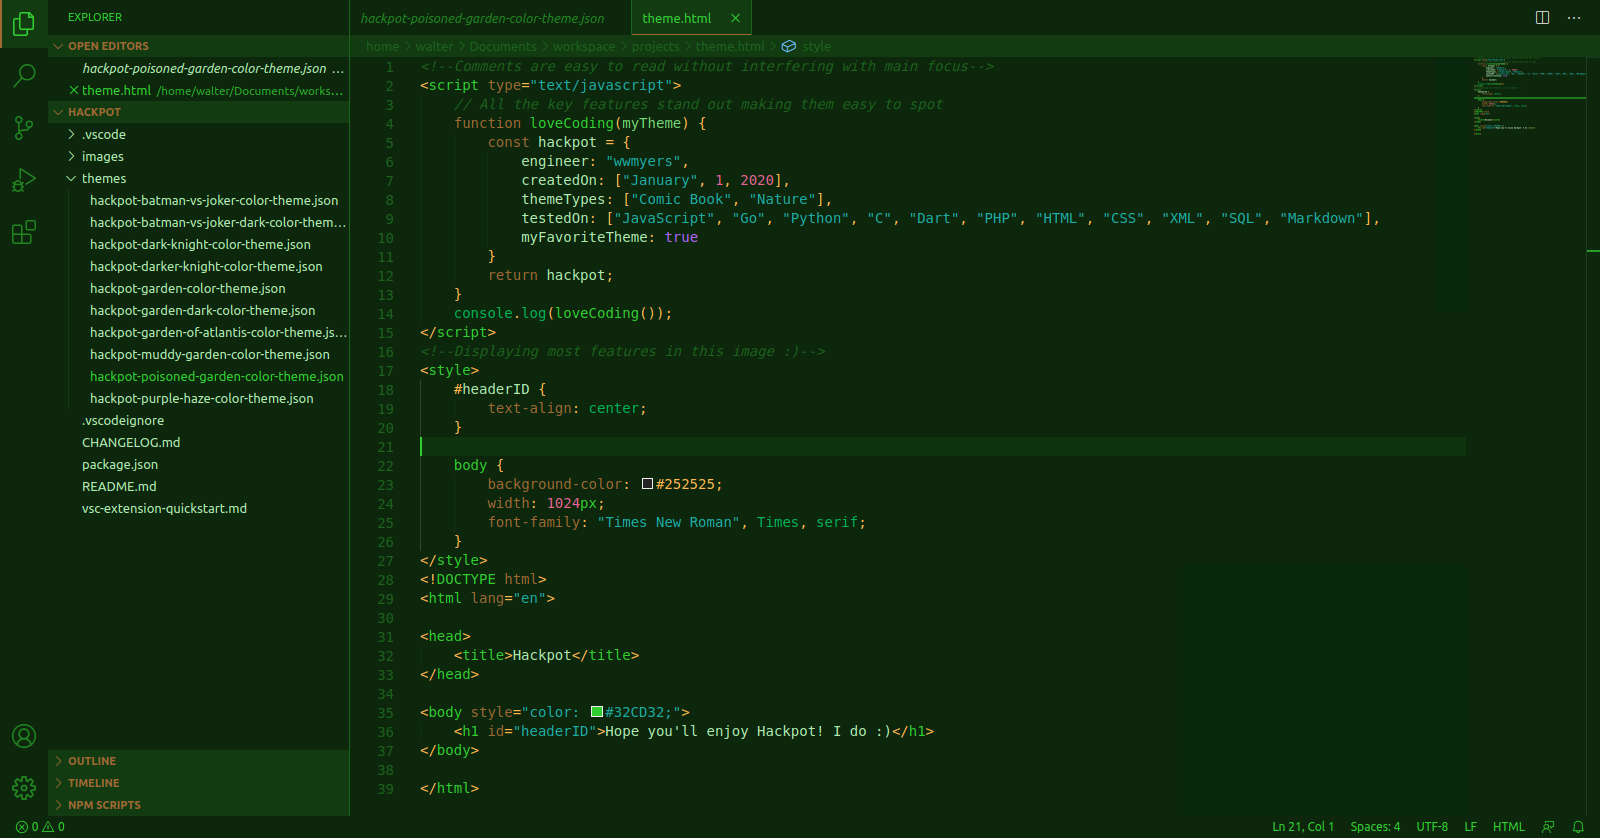 EXPLORER
OPEN EDITORS
hackpot-poisoned-garden-color-theme.json ...
theme.html /home/walter/Documents/works...
HACKPOT
.vscode
images
themes
hackpot-batman-vs-joker-color-theme.json
hackpot-batman-vs-joker-dark-color-them...
hackpot-dark-knight-color-theme.json
hackpot-darker-knight-color-theme.json
hackpot-garden-color-theme.json
hackpot-garden-dark-color-theme.json
hackpot-garden-of-atlantis-color-theme.js...
hackpot-muddy-garden-color-theme.json
hackpot-poisoned-garden-color-theme.json
hackpot-purple-haze-color-theme.json
.vscodeignore
CHANGELOG.md
package.json
README.md
vsc-extension-quickstart.md
OUTLINE
TIMELINE
NPM SCRIPTS
hackpot-poisoned-garden-color-theme.json
theme.html
home > walter > Documents > workspace > projects > theme.html > style
1 <!--Comments are easy to read without interfering with main focus-->
2 <script type="text/javascript">
3 // All the key features stand out making them easy to spot
4 function loveCoding(myTheme) {
5 const hackpot = {
6 engineer: "wwmyers",
7 createdOn: ["January", 1, 2020],
8 themeTypes: ["Comic Book", "Nature"],
9 testedOn: ["JavaScript", "Go", "Python", "C", "Dart", "PHP", "HTML", "CSS", "XML", "SQL", "Markdown"],
10 myFavoriteTheme: true
11 }
12 return hackpot;
13 }
14 console.log(loveCoding());
15 </script>
16 <!--Displaying most features in this image :)-->
17 <style>
18 #headerID {
19 text-align: center;
20 }
21
22 body {
23 background-color: #252525;
24 width: 1024px;
25 font-family: "Times New Roman", Times, serif;
26 }
27 </style>
28 <!DOCTYPE html>
29 <html lang="en">
30
31 <head>
32 <title>Hackpot</title>
33 </head>
34
35 <body style="color: #32CD32;">
36 <h1 id="headerID">Hope you'll enjoy Hackpot! I do :)</h1>
37 </body>
38
39 </html>
0 0
Ln 21, Col 1 Spaces: 4 UTF-8 LF HTML